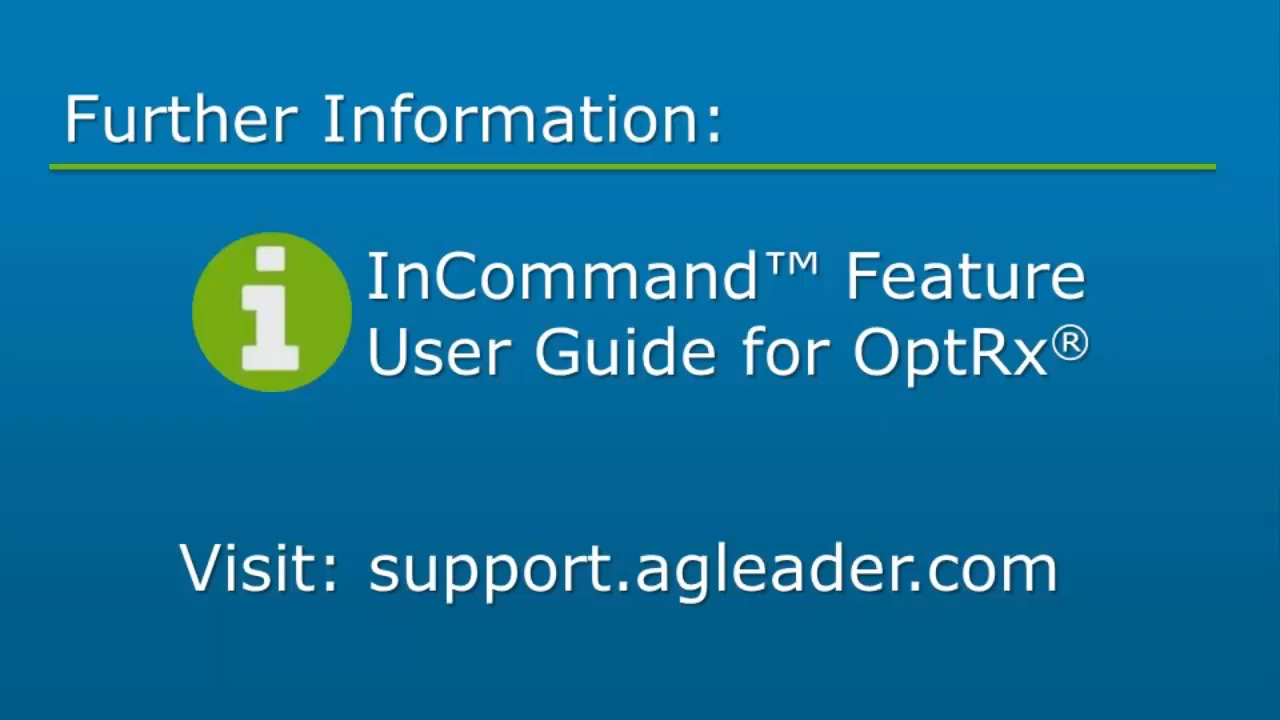 Further Information:
InCommand™ Feature
User Guide for OptRx®
Visit: support.agleader.com